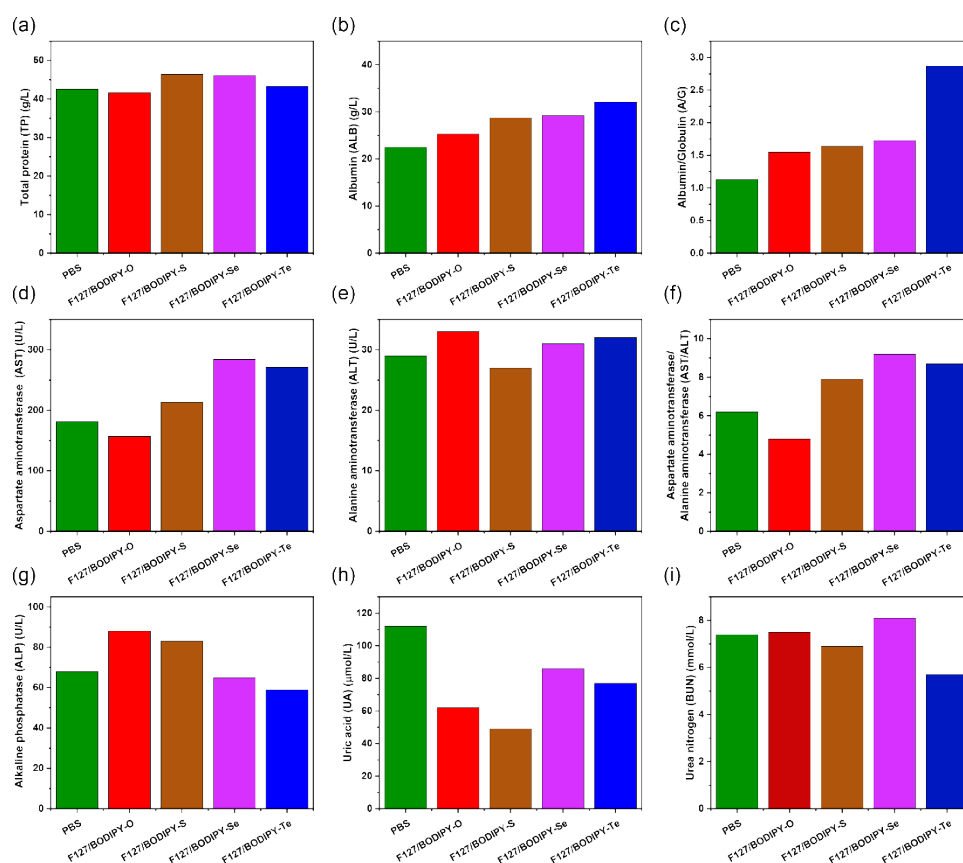 (a)
Total protein (TP) (g/L)
50
40
30
20
10
0
PBS
F127/BODIPY-O
F127/BODIPY-S
F127/BODIPY-Se
F127/BODIPY-Te
(b)
Albumin (ALB) (g/L)
40
30
20
10
0
PBS
F127/BODIPY-O
F127/BODIPY-S
F127/BODIPY-Se
F127/BODIPY-Te
(c)
Albumin/Globulin (A/G)
3.0
2.5
2.0
1.5
1.0
0.5
0.0
PBS
F127/BODIPY-O
F127/BODIPY-S
F127/BODIPY-Se
F127/BODIPY-Te
(d)
Aspartate aminotransferase (AST) (U/L)
300
200
100
0
PBS
F127/BODIPY-O
F127/BODIPY-S
F127/BODIPY-Se
F127/BODIPY-Te
(e)
Alanine aminotransferase (ALT) (U/L)
30
20
10
0
PBS
F127/BODIPY-O
F127/BODIPY-S
F127/BODIPY-Se
F127/BODIPY-Te
(f)
Aspartate aminotransferase/
Alanine aminotransferase (AST/ALT)
10
8
6
4
2
0
PBS
F127/BODIPY-O
F127/BODIPY-S
F127/BODIPY-Se
F127/BODIPY-Te
(g)
Alkaline phosphatase (ALP) (U/L)
100
80
60
40
20
0
PBS
F127/BODIPY-O
F127/BODIPY-S
F127/BODIPY-Se
F127/BODIPY-Te
(h)
Uric acid (UA) (μmol/L)
120
100
80
60
40
20
0
PBS
F127/BODIPY-O
F127/BODIPY-S
F127/BODIPY-Se
F127/BODIPY-Te
(i)
Urea nitrogen (BUN) (mmol/L)
8
6
4
2
0
PBS
F127/BODIPY-O
F127/BODIPY-S
F127/BODIPY-Se
F127/BODIPY-Te